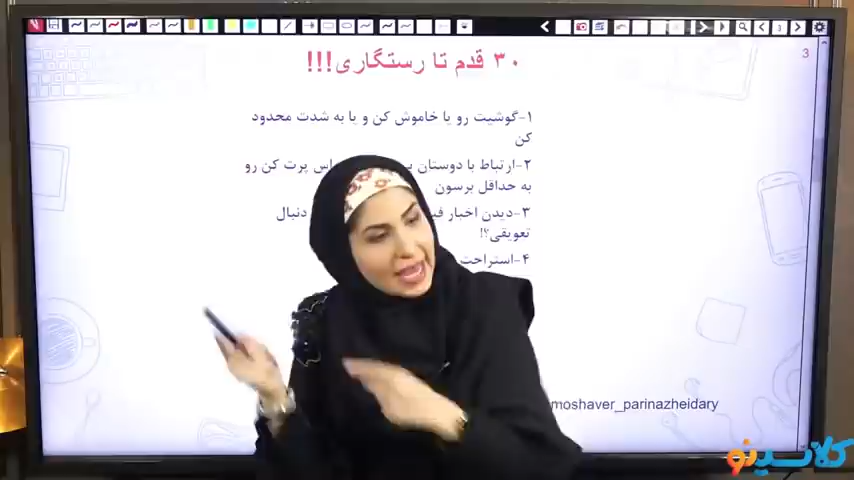 ۳۰ قدم تا رستگاری!!!
3
۱-گوشیت رو یا خاموش کن و یا به شدت محدود
کن
۲-ارتباط با دوستان پرت کن رو
به حداقل برسون
۳-دیدن اخبار دنبال
تعویقی؟!
۴-استراحت
moshaver_parinazheidary
کلاسینو